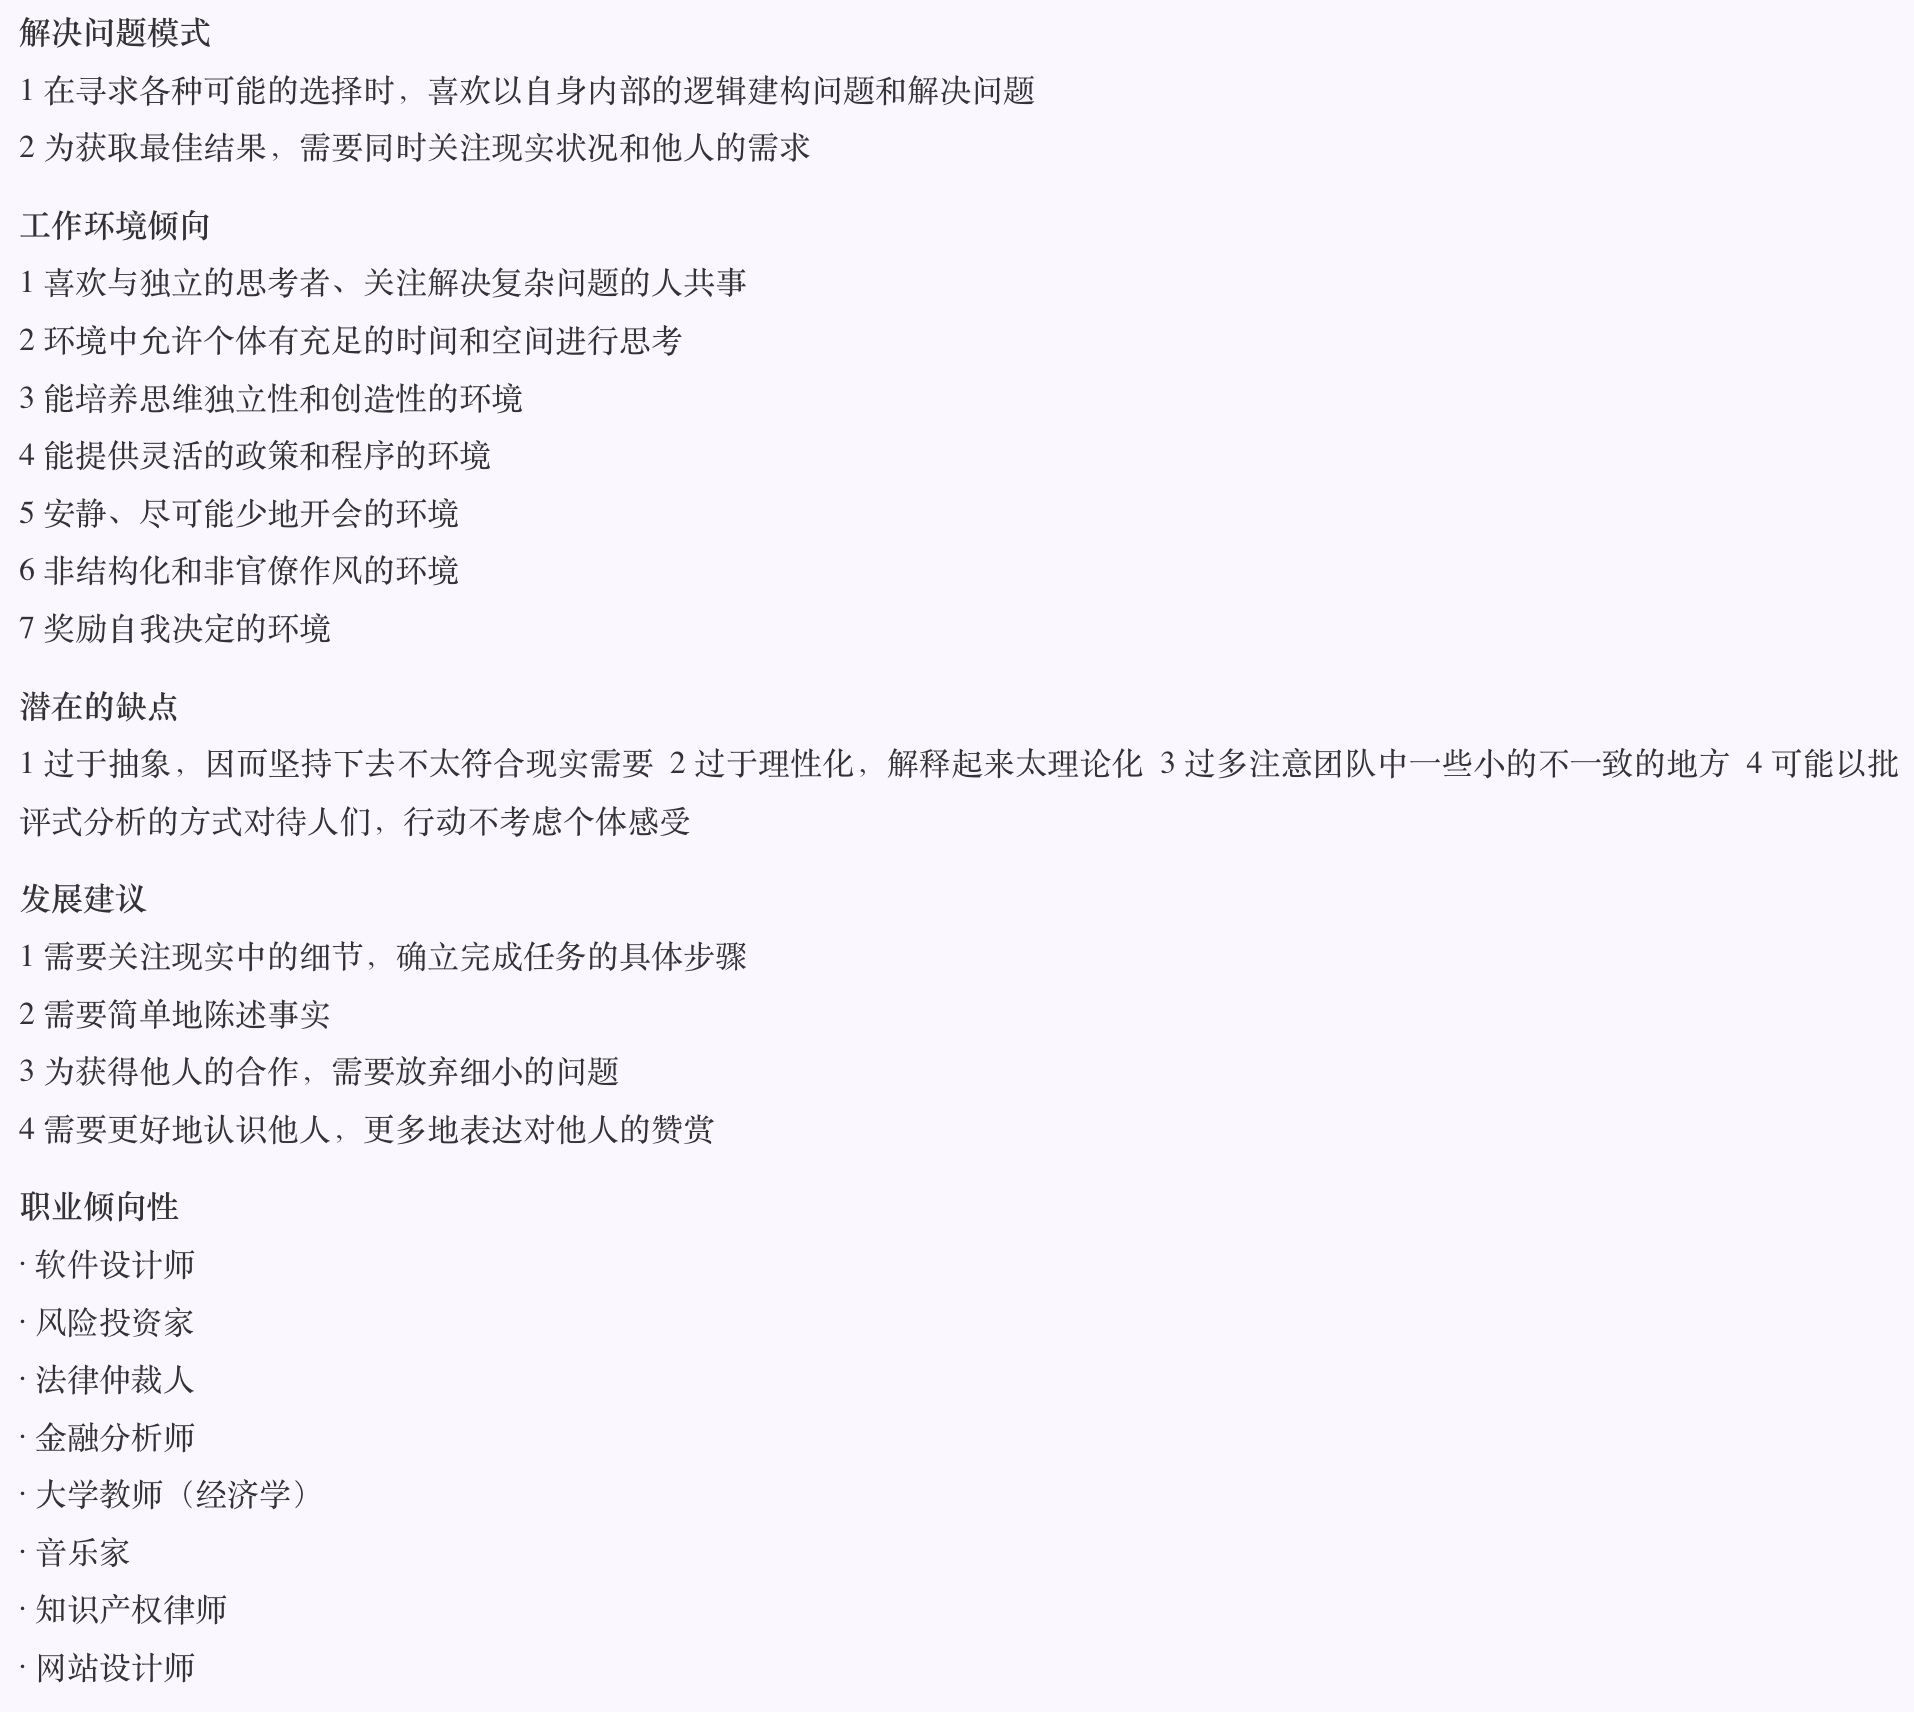 解决问题模式
1 在寻求各种可能的选择时，喜欢以自身内部的逻辑建构问题和解决问题
2 为获取最佳结果，需要同时关注现实状况和他人的需求
工作环境倾向
1 喜欢与独立的思考者、关注解决复杂问题的人共事
2 环境中允许个体有充足的时间和空间进行思考
3 能培养思维独立性和创造性的环境
4 能提供灵活的政策和程序的环境
5 安静、尽可能少地开会的环境
6 非结构化和非官僚作风的环境
7 奖励自我决定的环境
潜在的缺点
1 过于抽象，因而坚持下去不太符合现实需要 2 过于理性化，解释起来太理论化 3 过多注意团队中一些小的不一致的地方 4 可能以批
评式分析的方式对待人们，行动不考虑个体感受
发展建议
1 需要关注现实中的细节，确立完成任务的具体步骤
2 需要简单地陈述事实
3 为获得他人的合作，需要放弃细小的问题
4 需要更好地认识他人，更多地表达对他人的赞赏
职业倾向性
· 软件设计师
· 风险投资家
· 法律仲裁人
· 金融分析师
· 大学教师（经济学）
· 音乐家
· 知识产权律师
· 网站设计师